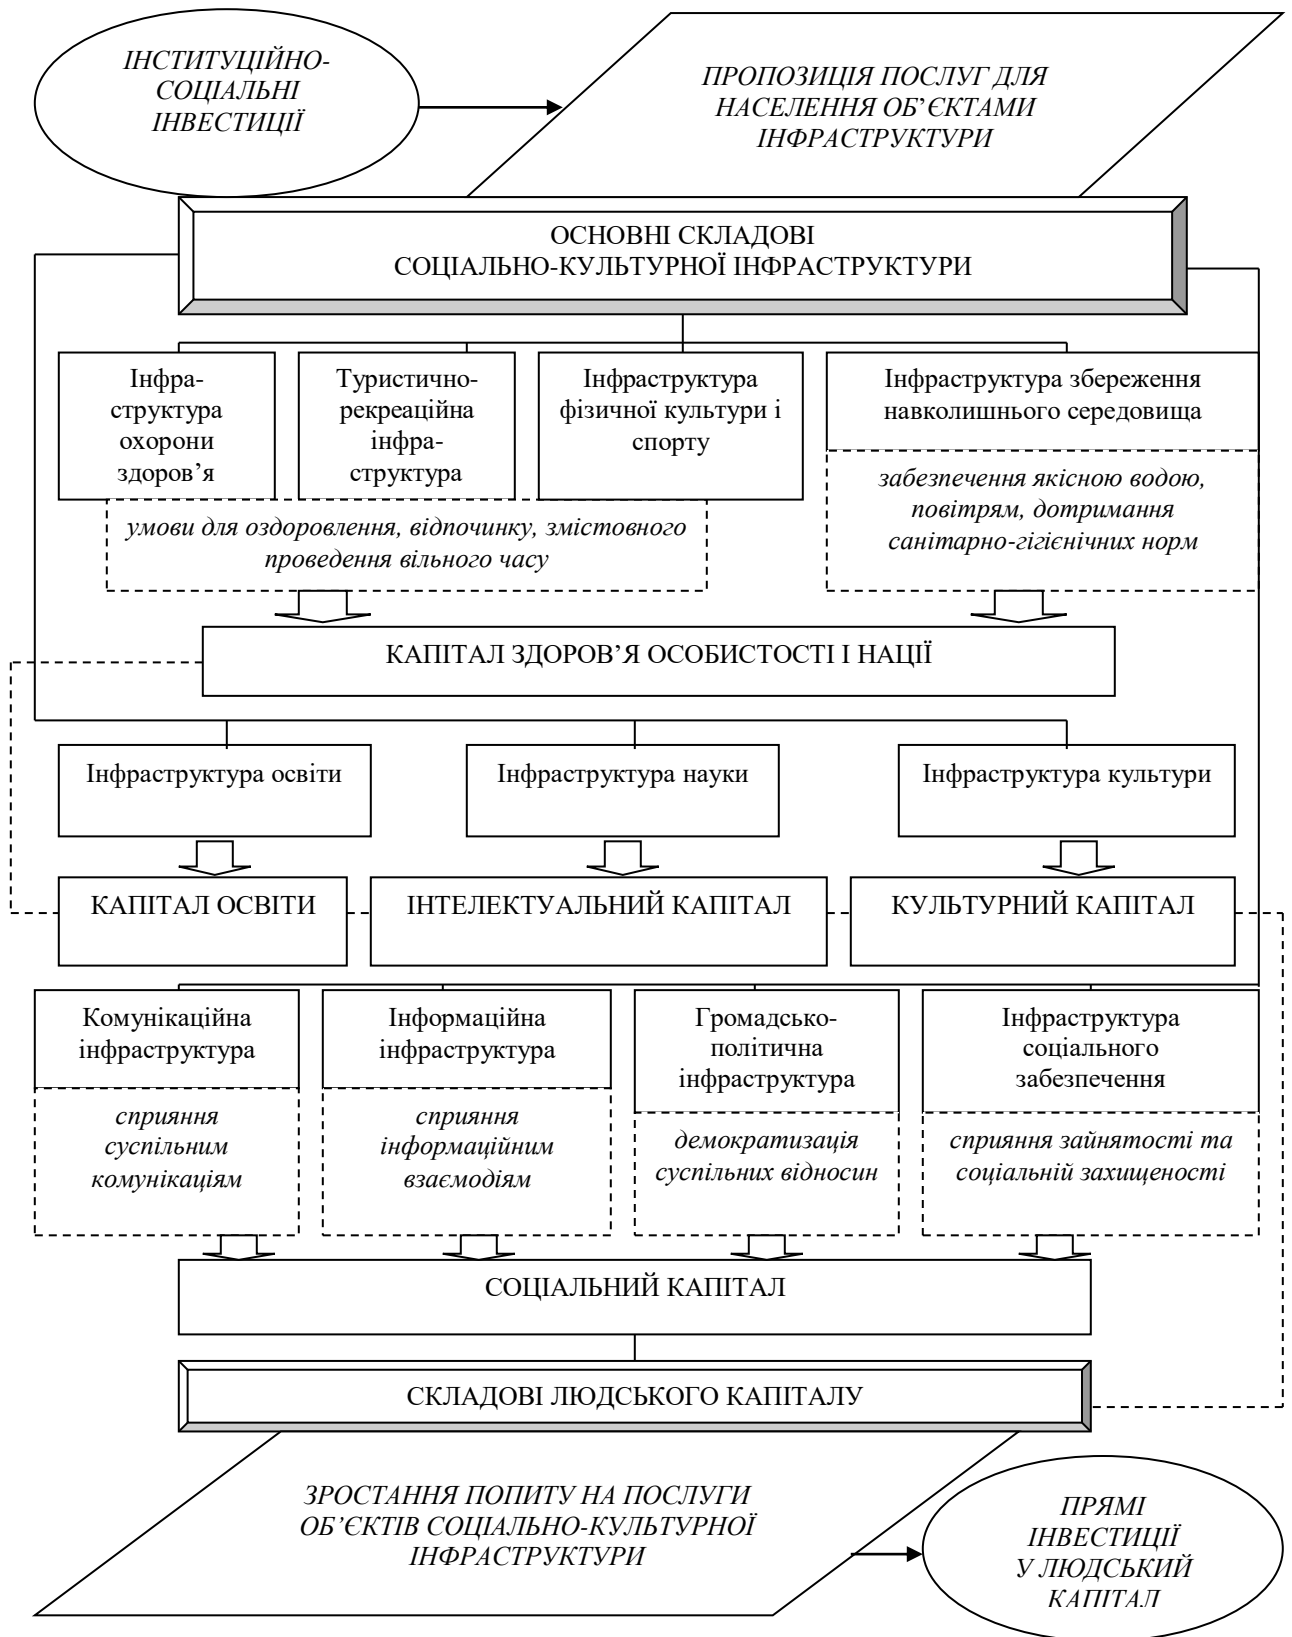 ІНСТИТУЦІЙНО-
СОЦІАЛЬНІ
ІНВЕСТИЦІЇ
ПРОПОЗИЦІЯ ПОСЛУГ ДЛЯ
НАСЕЛЕННЯ ОБ’ЄКТАМИ
ІНФРАСТРУКТУРИ
ОСНОВНІ СКЛАДОВІ
СОЦІАЛЬНО-КУЛЬТУРНОЇ ІНФРАСТРУКТУРИ
Інфра-
структура
охорони
здоров’я
Туристично-
рекреаційна
інфра-
структура
Інфраструктура
фізичної культури і
спорту
Інфраструктура збереження
навколишнього середовища
умови для оздоровлення, відпочинку, змістовного
проведення вільного часу
забезпечення якісною водою,
повітрям, дотримання
санітарно-гігієнічних норм
КАПІТАЛ ЗДОРОВ’Я ОСОБИСТОСТІ І НАЦІЇ
Інфраструктура освіти
Інфраструктура науки
Інфраструктура культури
КАПІТАЛ ОСВІТИ
ІНТЕЛЕКТУАЛЬНИЙ КАПІТАЛ
КУЛЬТУРНИЙ КАПІТАЛ
Комунікаційна
інфраструктура
Інформаційна
інфраструктура
Громадсько-
політична
інфраструктура
Інфраструктура
соціального
забезпечення
сприяння
суспільним
комунікаціям
сприяння
інформаційним
взаємодіям
демократизація
суспільних відносин
сприяння зайнятості та
соціальній захищеності
СОЦІАЛЬНИЙ КАПІТАЛ
СКЛАДОВІ ЛЮДСЬКОГО КАПІТАЛУ
ЗРОСТАННЯ ПОПИТУ НА ПОСЛУГИ
ОБ’ЄКТІВ СОЦІАЛЬНО-КУЛЬТУРНОЇ
ІНФРАСТРУКТУРИ
ПРЯМІ
ІНВЕСТИЦІЇ
У ЛЮДСЬКИЙ
КАПІТАЛ